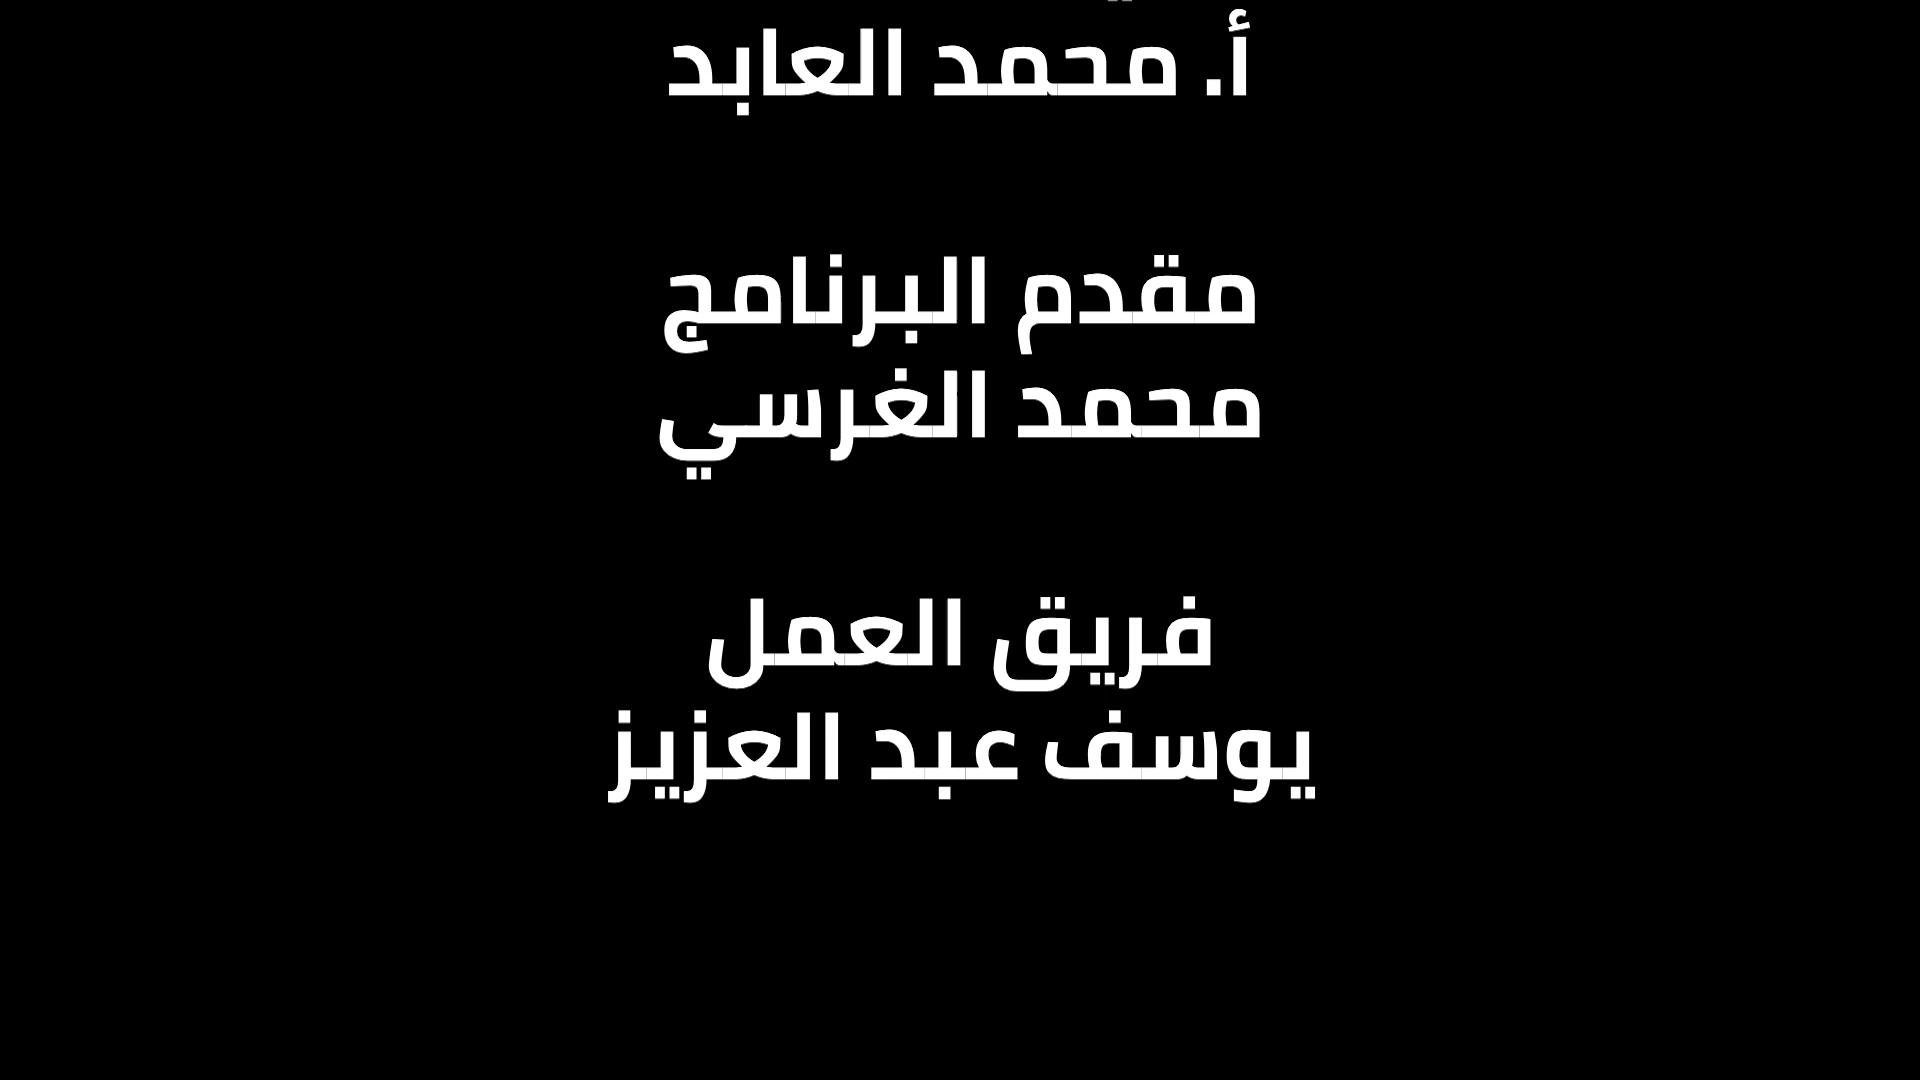 أ. محمد العابد
مقدم البرنامج
محمد الغرسي
فريق العمل
يوسف عبد العزيز